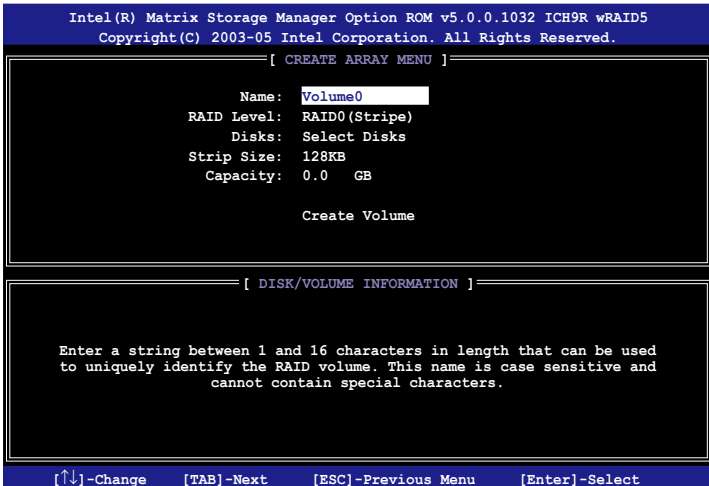 Intel(R) Matrix Storage Manager Option ROM v5.0.0.1032 ICH9R wRAID5
Copyright(C) 2003-05 Intel Corporation. All Rights Reserved.
[ CREATE ARRAY MENU ]
Name: Volume0
RAID Level: RAID0(Stripe)
Disks: Select Disks
Strip Size: 128KB
Capacity: 0.0 GB
Create Volume
[ DISK/VOLUME INFORMATION ]
Enter a string between 1 and 16 characters in length that can be used
to uniquely identify the RAID volume. This name is case sensitive and
cannot contain special characters.
[↑↓]-Change [TAB]-Next [ESC]-Previous Menu [Enter]-Select